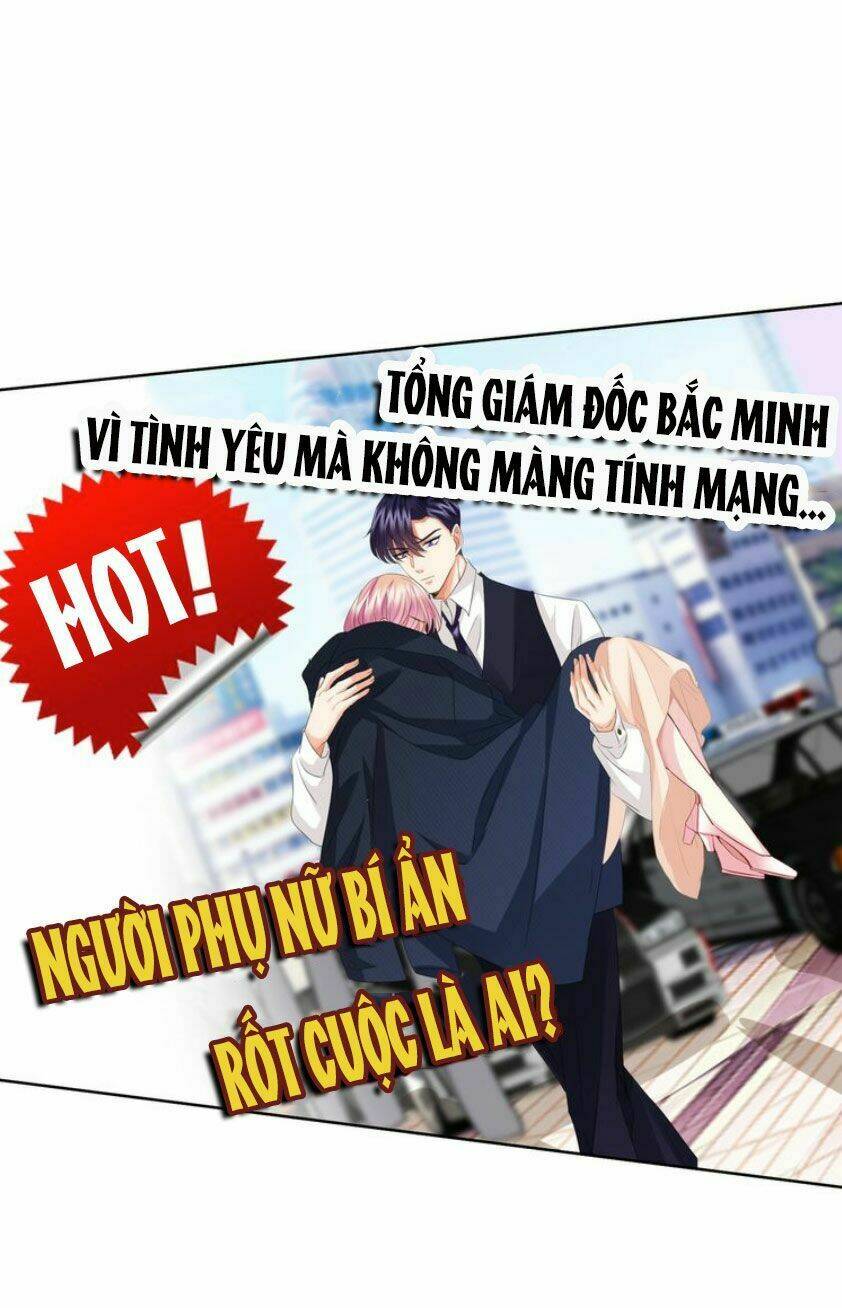 TỔNG GIÁM ĐỐC BẮC MINH
VÌ TÌNH YÊU MÀ KHÔNG MÀNG TÍNH MẠNG...
HOT!
NGƯỜI PHỤ NỮ BÍ ẨN
RỐT CUỘC LÀ AI?